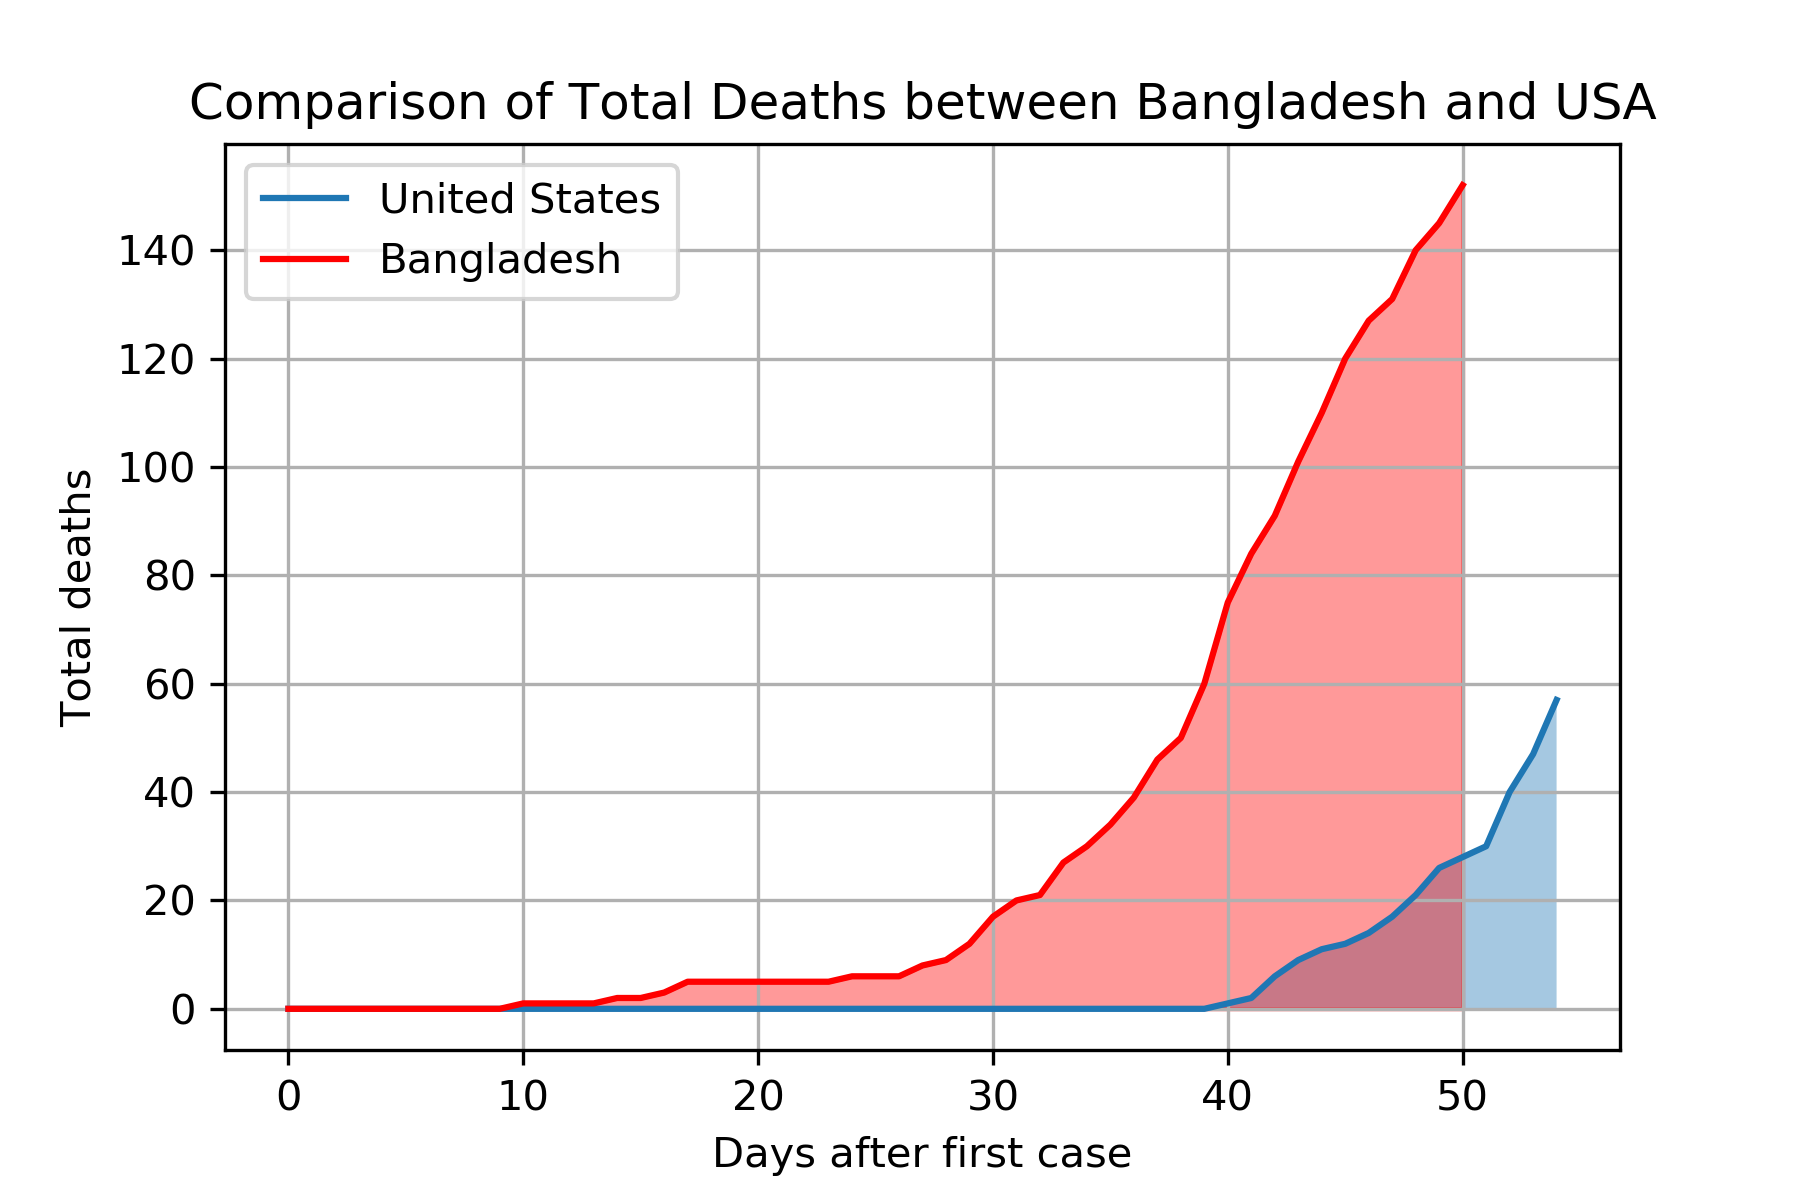 Comparison of Total Deaths between Bangladesh and USA
United States
Bangladesh
140
120
100
80
60
40
20
0
Total deaths
0 10 20 30 40 50
Days after first case